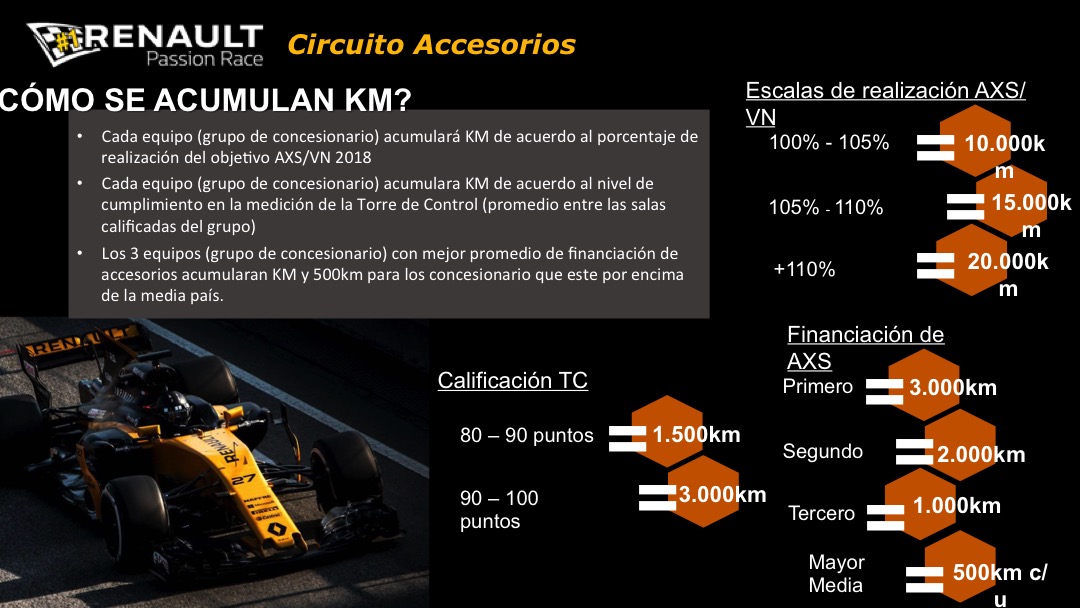 #1 RENAULT
Passion Race
Circuito Accesorios
CÓMO SE ACUMULAN KM?
• Cada equipo (grupo de concesionario) acumulará KM de acuerdo al porcentaje de
realización del objetivo AXS/VN 2018
• Cada equipo (grupo de concesionario) acumulara KM de acuerdo al nivel de
cumplimiento en la medición de la Torre de Control (promedio entre las salas
calificadas del grupo)
• Los 3 equipos (grupo de concesionario) con mejor promedio de financiación de
accesorios acumularan KM y 500km para los concesionario que este por encima
de la media país.
Escalas de realización AXS/
VN
100% - 105% = 10.000k
m
105% - 110% = 15.000k
m
+110% = 20.000k
m
RENAULT
27
Calificación TC
80 – 90 puntos = 1.500km
90 – 100
puntos
= 3.000km
Financiación de
AXS
Primero = 3.000km
Segundo = 2.000km
Tercero = 1.000km
Mayor
Media
= 500km c/
u